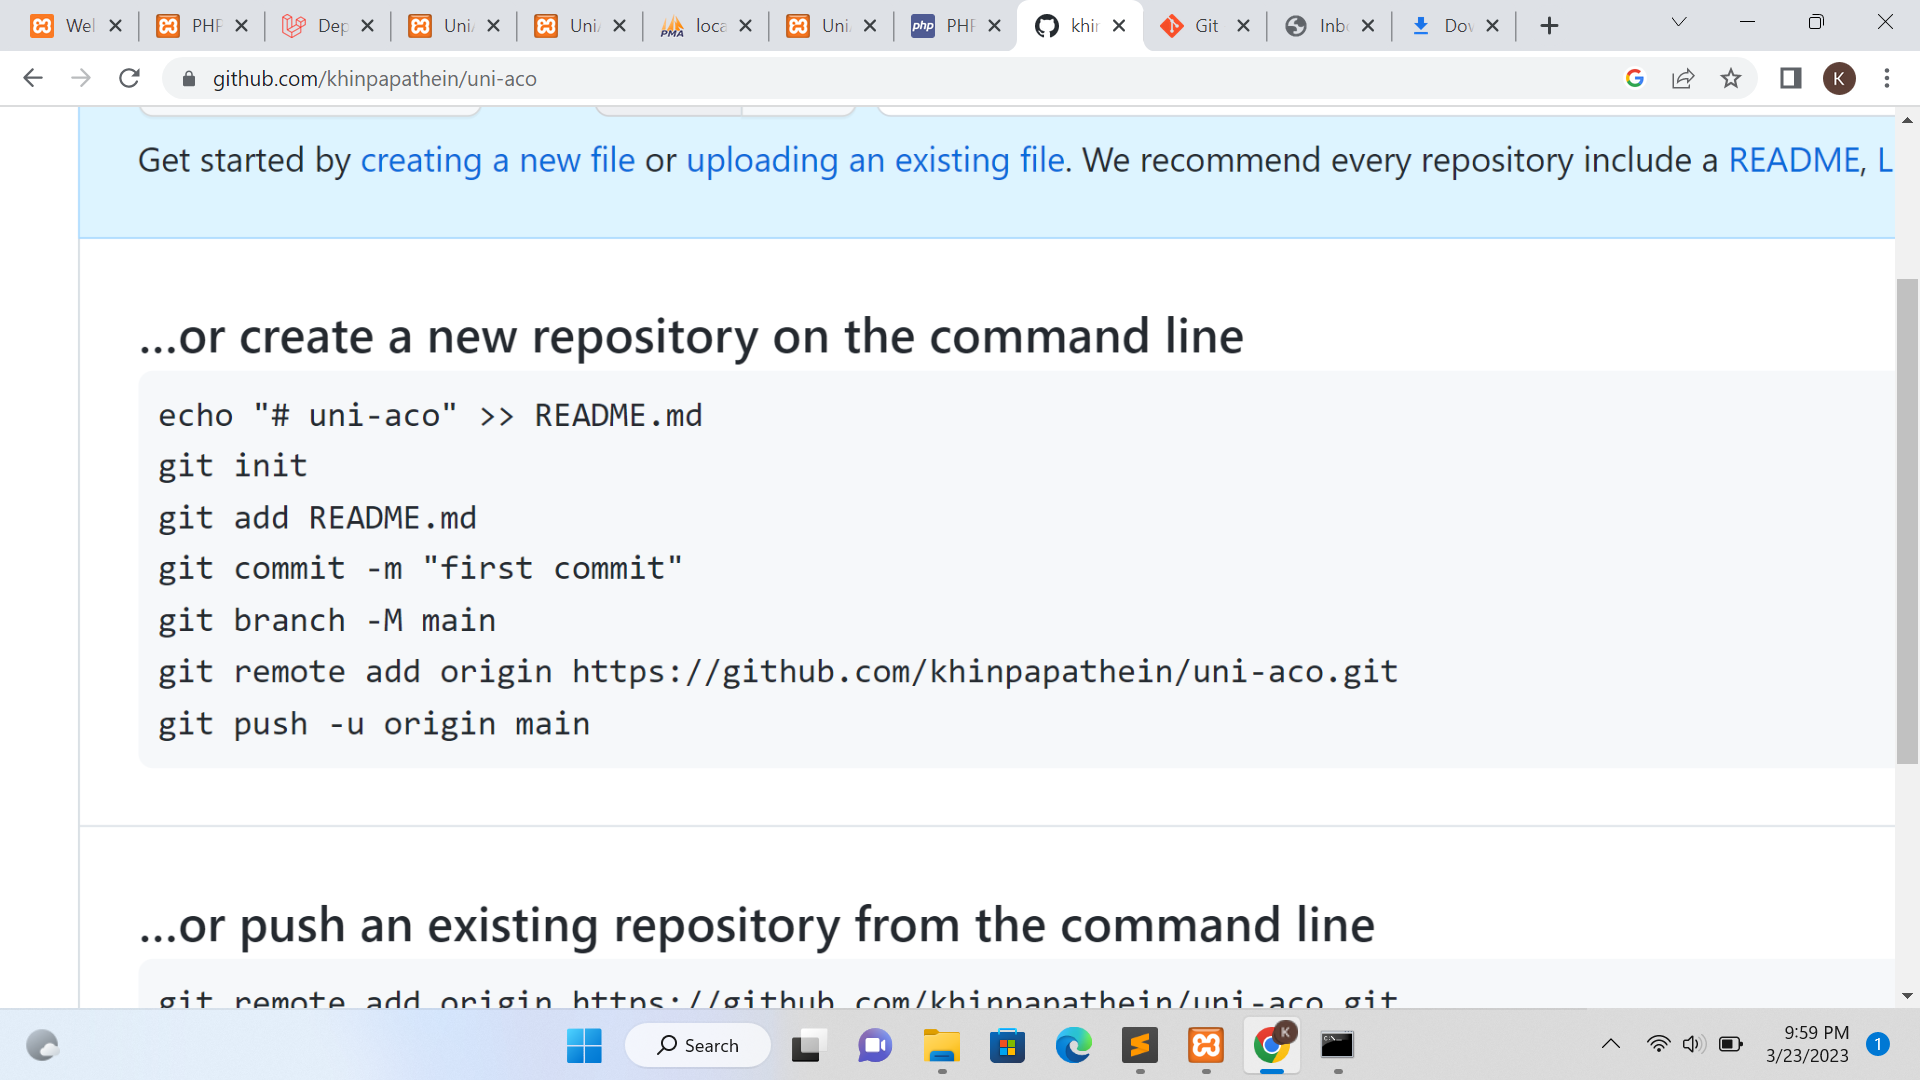 Wel
PHP
Dep
Uni
Uni
loca
Uni
php PHP
khin
Git
Inb
Dov
github.com/khinpapathein/uni-aco
K
Get started by creating a new file or uploading an existing file. We recommend every repository include a README, L
...or create a new repository on the command line
echo "# uni-aco" >> README.md
git init
git add README.md
git commit -m "first commit"
git branch -M main
git remote add origin https://github.com/khinpapathein/uni-aco.git
git push -u origin main
...or push an existing repository from the command line
git remote add origin https://github.com/khinpapathein/uni-aco.git
Search
K
9:59 PM
3/23/2023
1